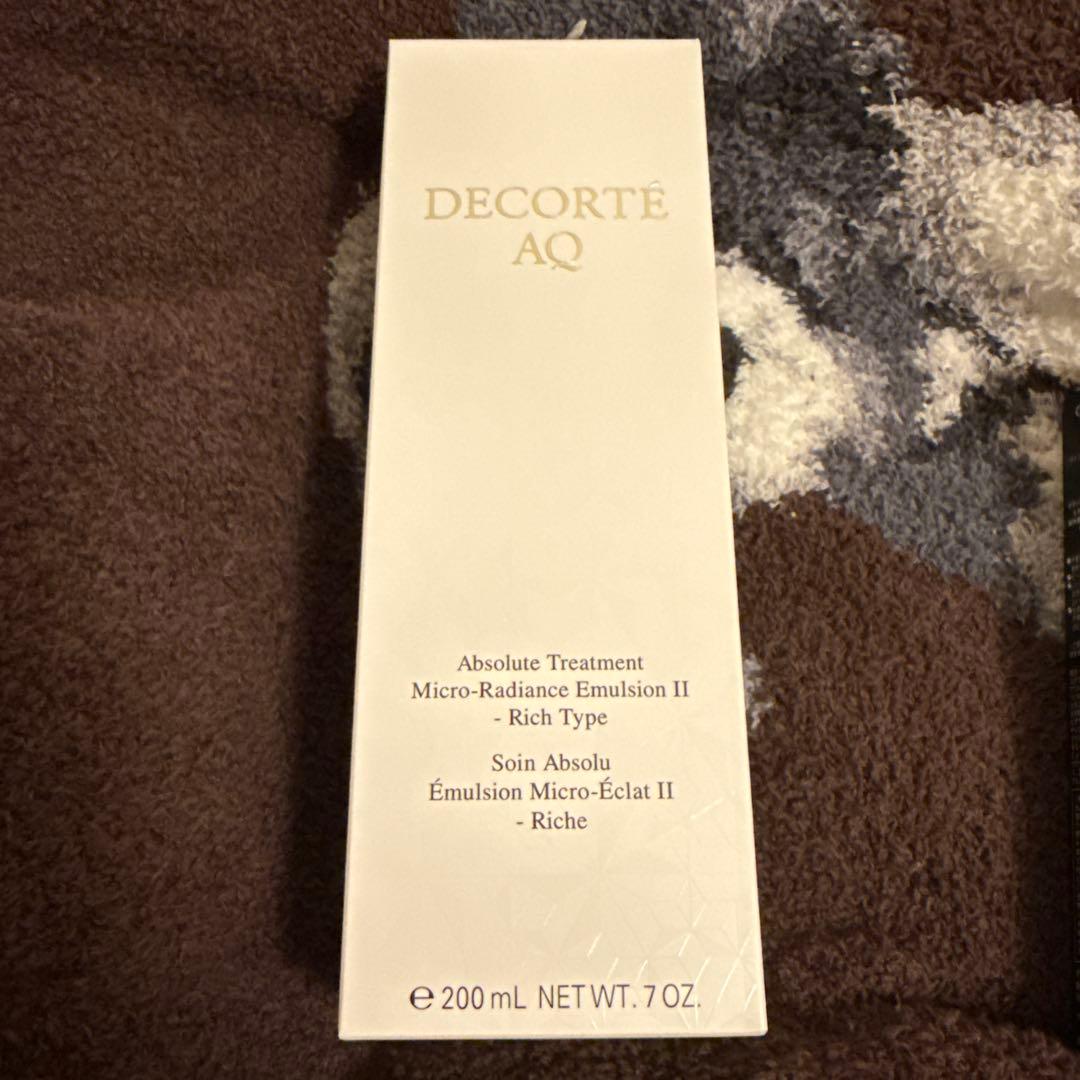 DECORTÉ
AQ
Absolute Treatment
Micro-Radiance Emulsion II
- Rich Type
Soin Absolu
Émulsion Micro-Éclat II
- Riche
℮ 200 mL NET WT. 7 OZ.